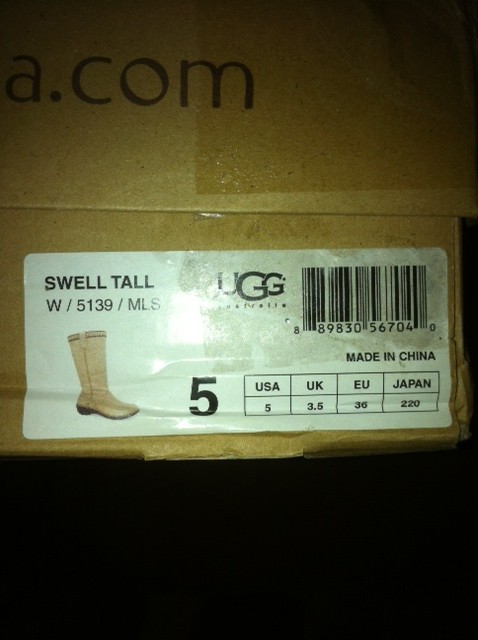 a.com
SWELL TALL
W / 5139 / MLS
UGG
australia
8 89830 56704 0
MADE IN CHINA
5
USA UK EU JAPAN
5 3.5 36 220